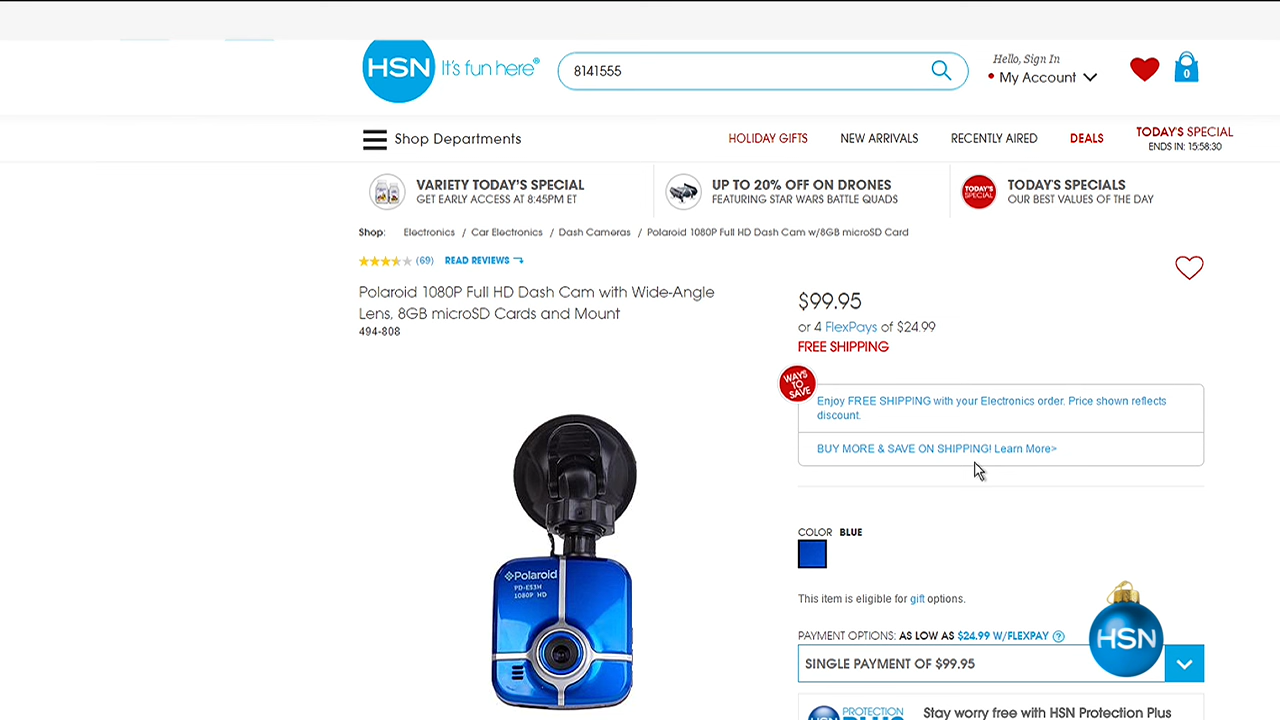 HSN It's fun here®
8141555
Hello, Sign In
My Account
0
Shop Departments
HOLIDAY GIFTS
NEW ARRIVALS
RECENTLY AIRED
DEALS
TODAY'S SPECIAL
ENDS IN: 15:58:30
VARIETY TODAY'S SPECIAL
GET EARLY ACCESS AT 8:45PM ET
UP TO 20% OFF ON DRONES
FEATURING STAR WARS BATTLE QUADS
TODAY'S
SPECIAL
TODAY'S SPECIALS
OUR BEST VALUES OF THE DAY
Shop: Electronics / Car Electronics / Dash Cameras / Polaroid 1080P Full HD Dash Cam w/8GB microSD Card
(69) READ REVIEWS
Polaroid 1080P Full HD Dash Cam with Wide-Angle
Lens, 8GB microSD Cards and Mount
494-808
$99.95
or 4 FlexPays of $24.99
FREE SHIPPING
WAYS
TO
SAVE
Enjoy FREE SHIPPING with your Electronics order. Price shown reflects
discount.
BUY MORE & SAVE ON SHIPPING! Learn More>
COLOR BLUE
Polaroid
PD-E53H
1080P HD
This item is eligible for gift options.
PAYMENT OPTIONS: AS LOW AS $24.99 W/FLEXPAY ?
HSN
SINGLE PAYMENT OF $99.95
HSN PROTECTION
PLUS
Stay worry free with HSN Protection Plus